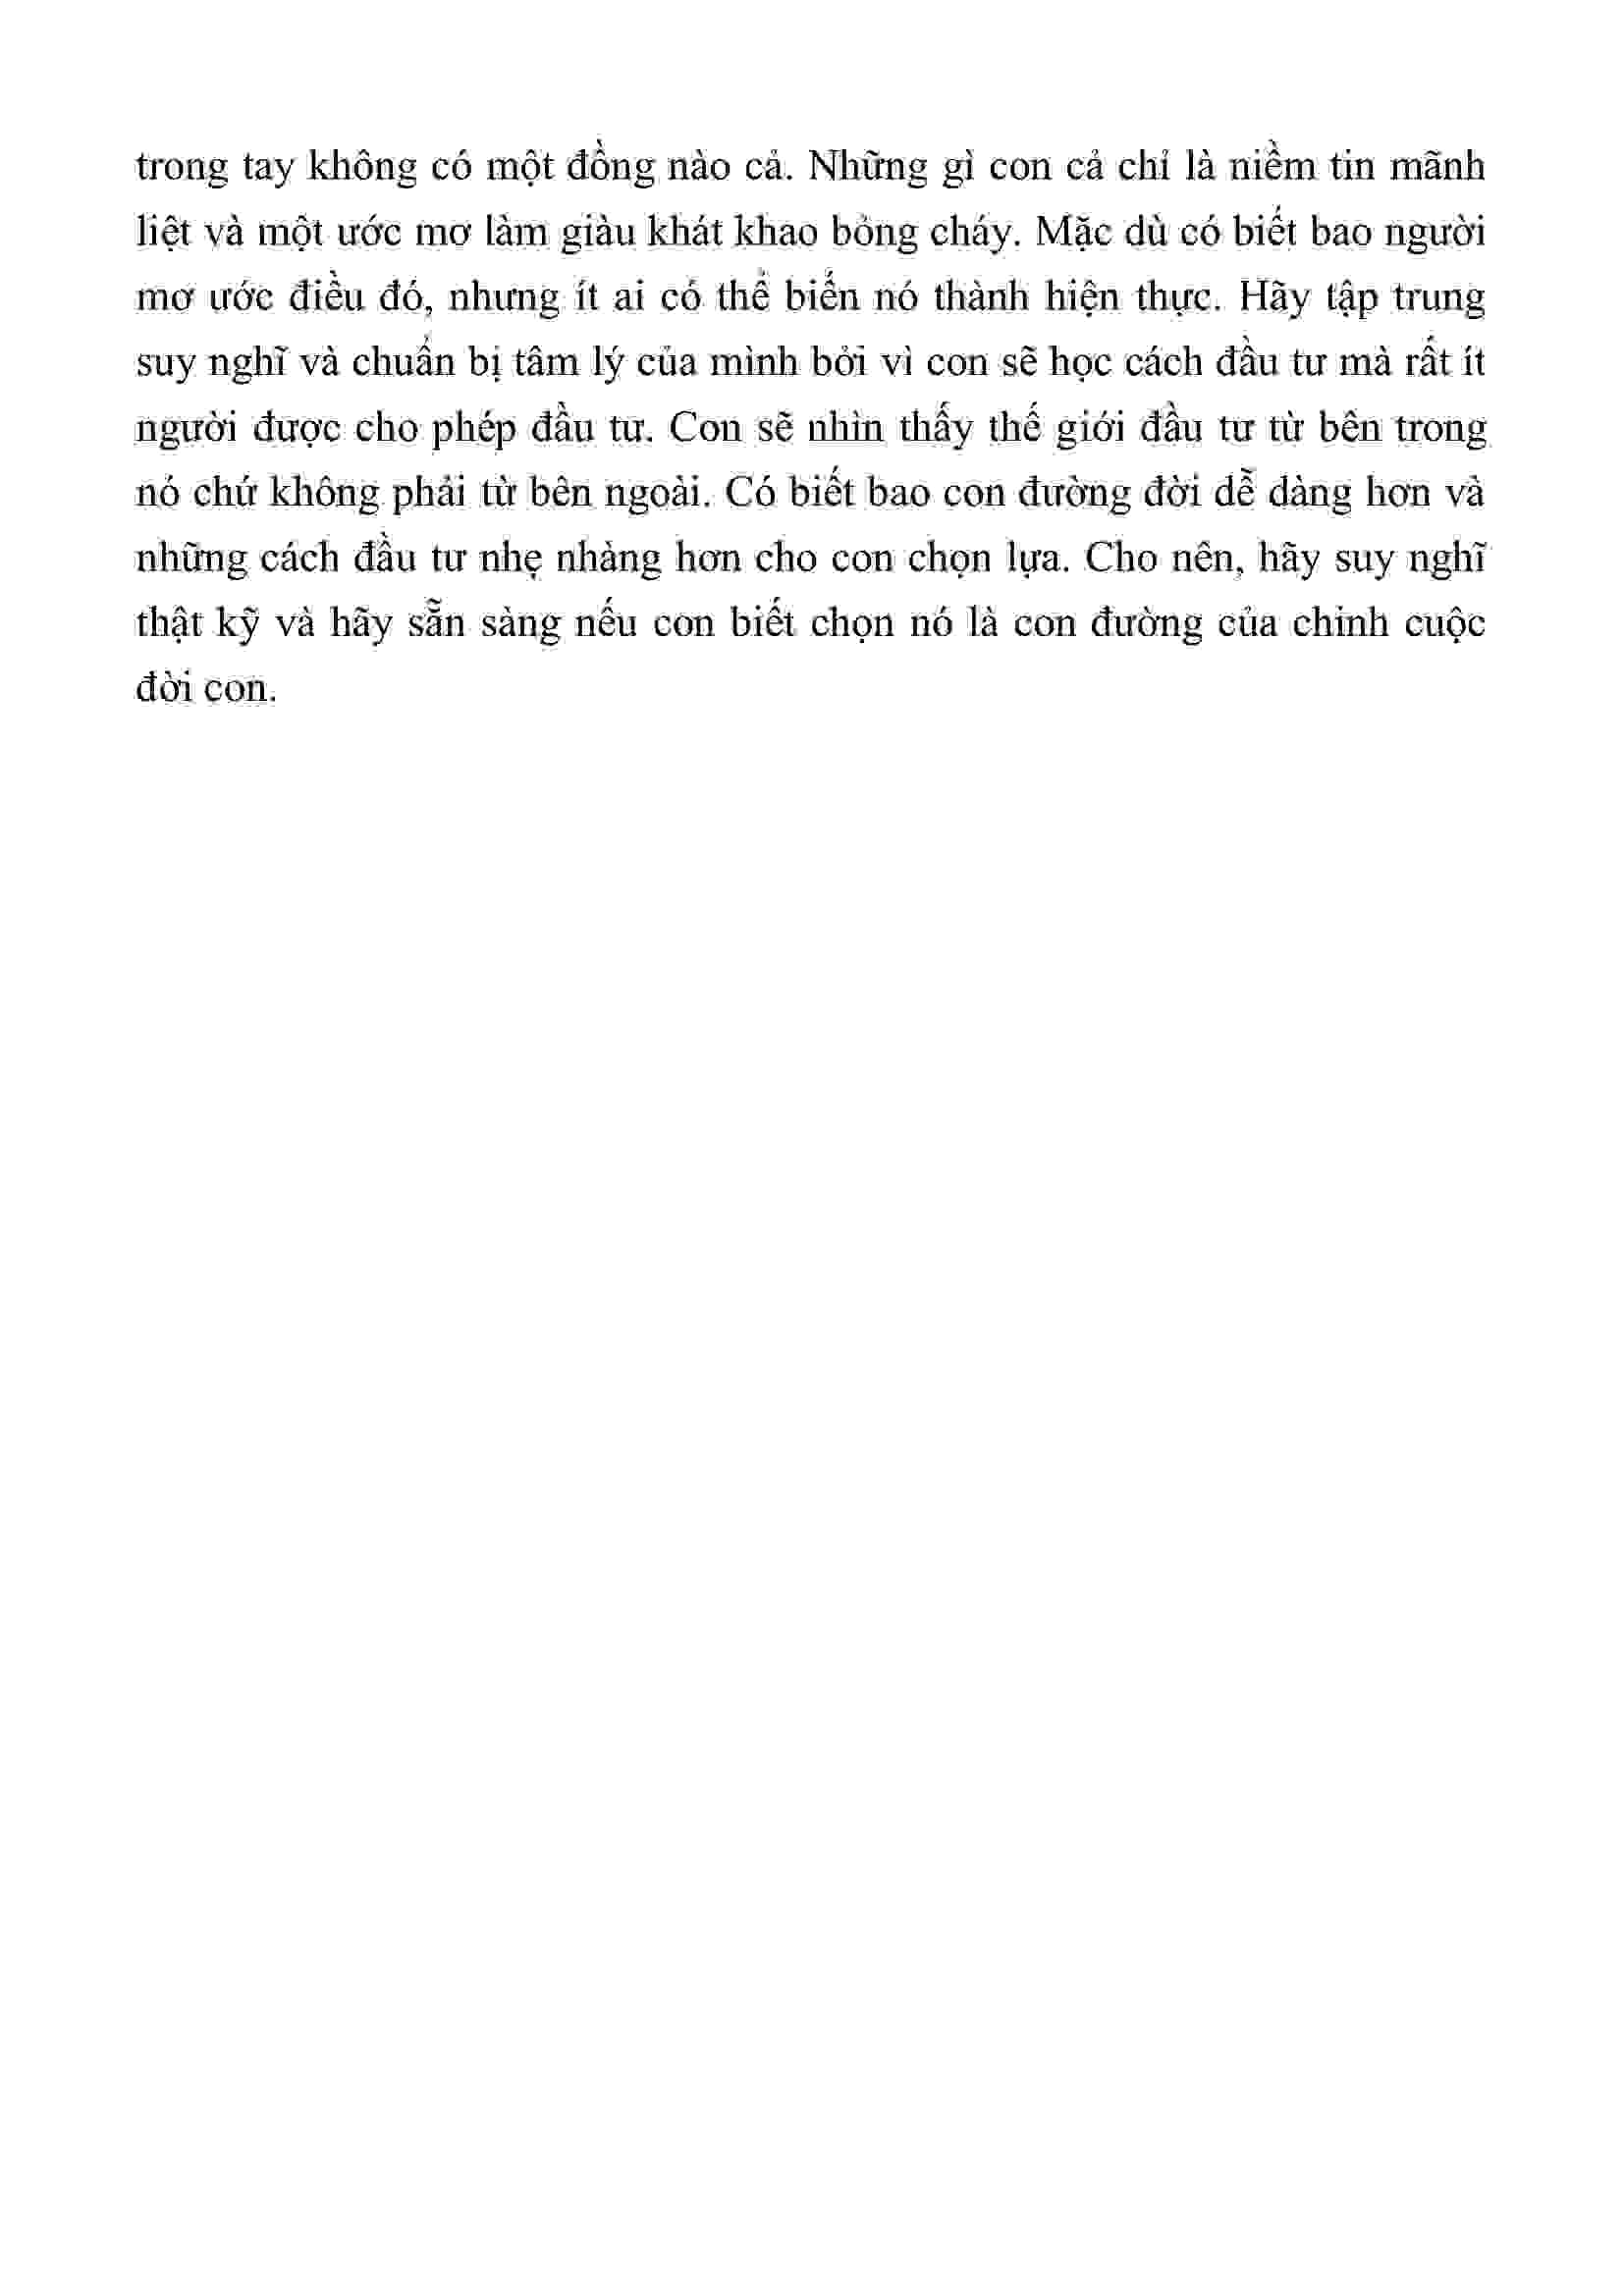 trong tay không có một đồng nào cả. Những gì con cả chỉ là niềm tin mãnh
liệt và một ước mơ làm giàu khát khao bỏng cháy. Mặc dù có biết bao người
mơ ước điều đó, nhưng ít ai có thể biến nó thành hiện thực. Hãy tập trung
suy nghĩ và chuẩn bị tâm lý của mình bởi vì con sẽ học cách đầu tư mà rất ít
người được cho phép đầu tư. Con sẽ nhìn thấy thế giới đầu tư từ bên trong
nó chứ không phải từ bên ngoài. Có biết bao con đường đời dễ dàng hơn và
những cách đầu tư nhẹ nhàng hơn cho con chọn lựa. Cho nên, hãy suy nghĩ
thật kỹ và hãy sẵn sàng nếu con biết chọn nó là con đường của chính cuộc
đời con.